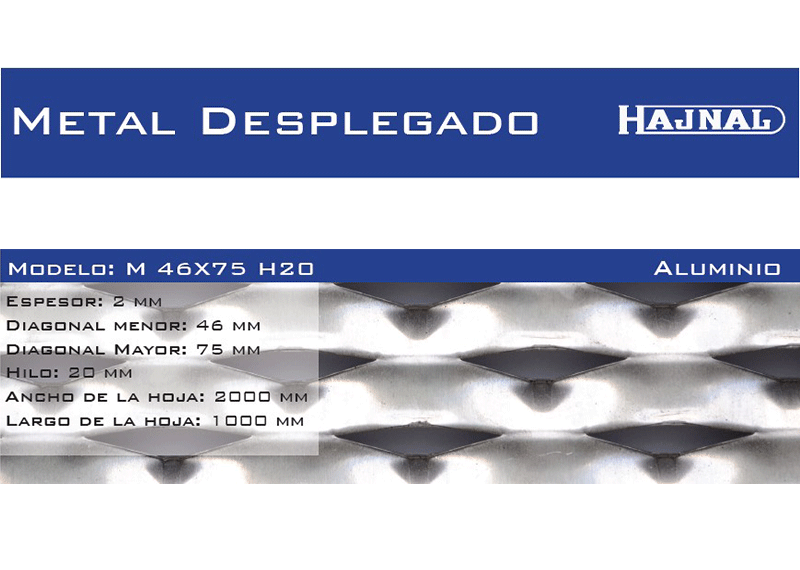 Metal Desplegado
HAJNAL
Modelo: M 46X75 H20
Aluminio
Espesor: 2 mm
Diagonal menor: 46 mm
Diagonal Mayor: 75 mm
Hilo: 20 mm
Ancho de la hoja: 2000 mm
Largo de la hoja: 1000 mm